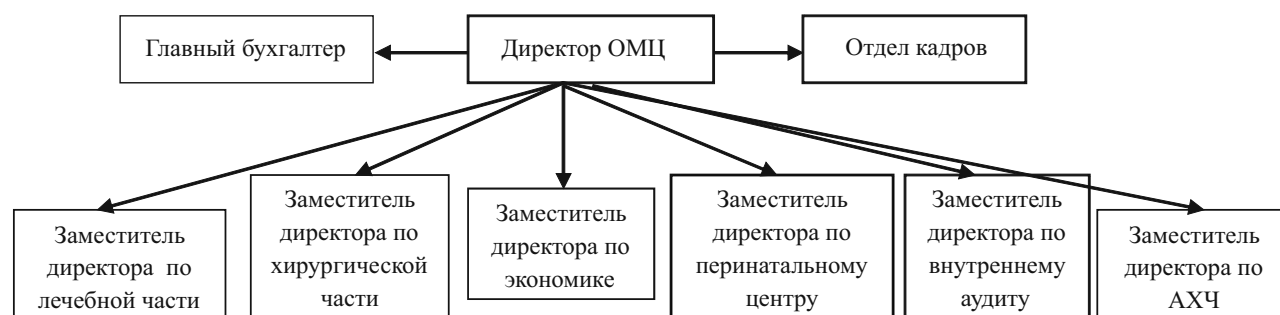 Главный бухгалтер
Директор ОМЦ
Отдел кадров
Заместитель
директора по
лечебной части
Заместитель
директора по
хирургической
части
Заместитель
директора по
экономике
Заместитель
директора по
перинатальному
центру
Заместитель
директора по
внутреннему
аудиту
Заместитель
директора по
АХЧ